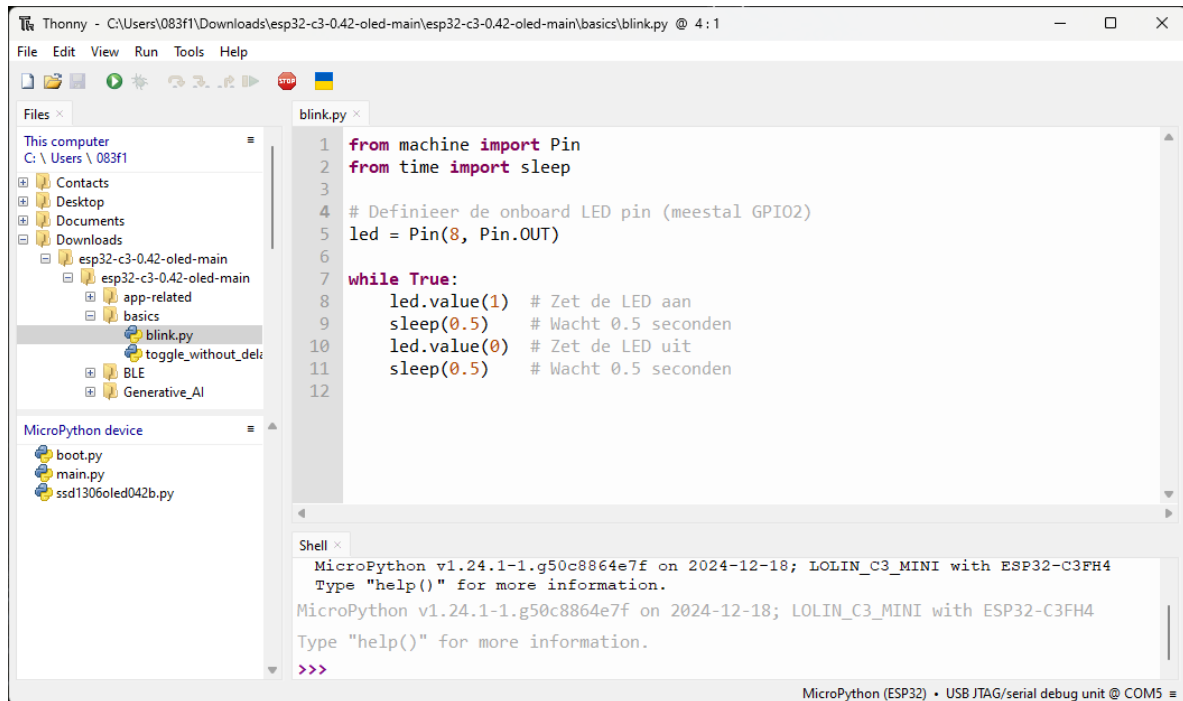 Thonny - C:\Users\083f1\Downloads\esp32-c3-0.42-oled-main\esp32-c3-0.42-oled-main\basics\blink.py @ 4 : 1
File Edit View Run Tools Help
STOP
Files
This computer
C: \ Users \ 083f1
Contacts
Desktop
Documents
Downloads
esp32-c3-0.42-oled-main
esp32-c3-0.42-oled-main
app-related
basics
blink.py
toggle_without_dela
BLE
Generative_AI
MicroPython device
boot.py
main.py
ssd1306oled042b.py
blink.py
1 from machine import Pin
2 from time import sleep
3
4 # Definieer de onboard LED pin (meestal GPIO2)
5 led = Pin(8, Pin.OUT)
6
7 while True:
8     led.value(1)  # Zet de LED aan
9     sleep(0.5)    # Wacht 0.5 seconden
10     led.value(0)  # Zet de LED uit
11     sleep(0.5)    # Wacht 0.5 seconden
12
Shell
MicroPython v1.24.1-1.g50c8864e7f on 2024-12-18; LOLIN_C3_MINI with ESP32-C3FH4
Type "help()" for more information.
MicroPython v1.24.1-1.g50c8864e7f on 2024-12-18; LOLIN_C3_MINI with ESP32-C3FH4
Type "help()" for more information.
>>>
MicroPython (ESP32) • USB JTAG/serial debug unit @ COM5 ≡